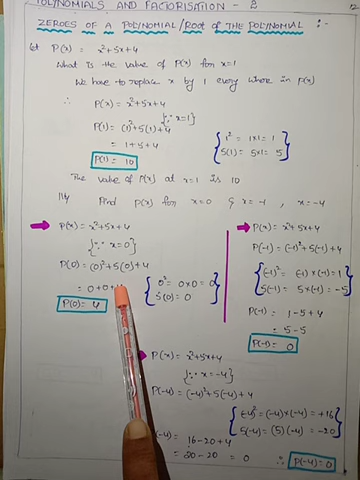 POLYNOMIALS AND FACTORISATION - 2
12
ZEROES OF A POLYNOMIAL / ROOT OF THE POLYNOMIAL :-
Let P(x) = x²+5x+4
What is the value of P(x) for x=1
We have to replace x by 1 every where in P(x)
∴ P(x) = x²+5x+4
{∵ x=1}
P(1) = (1)²+5(1)+4
= 1+5+4
P(1) = 10
{1² = 1×1 = 1
5(1) = 5×1 = 5}
The value of P(x) at x=1 is 10
llly Find P(x) for x=0 & x=-1, x=-4
P(x) = x²+5x+4
{∵ x=0}
P(0) = (0)²+5(0)+4
= 0+0
P(0) = 4
{0² = 0×0 = 0
5(0) = 0}
P(x) = x²+5x+4
P(-1) = (-1)²+5(-1)+4
{(-1)² = (-1)×(-1) = 1
5(-1) = 5×(-1) = -5}
P(-1) = 1-5+4
= 5-5
P(-1) = 0
P(x) = x²+5x+4
{∵ x=-4}
P(-4) = (-4)²+5(-4)+4
{(-4)² = (-4)×(-4) = +16
5(-4) = (5)(-4) = -20}
(-4) = 16-20+4
= 20-20 = 0
∴ P(-4) = 0